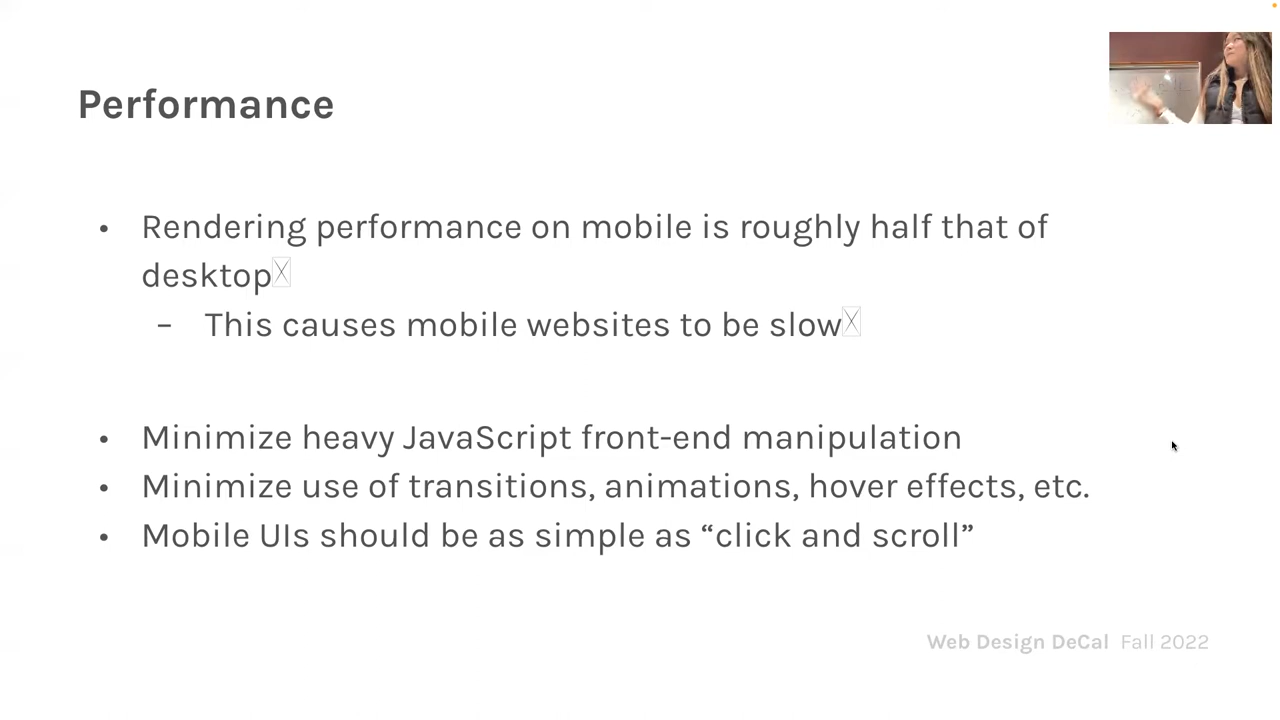 Performance
• Rendering performance on mobile is roughly half that of
desktop
– This causes mobile websites to be slow
• Minimize heavy JavaScript front-end manipulation
• Minimize use of transitions, animations, hover effects, etc.
• Mobile UIs should be as simple as “click and scroll”
Web Design DeCal Fall 2022